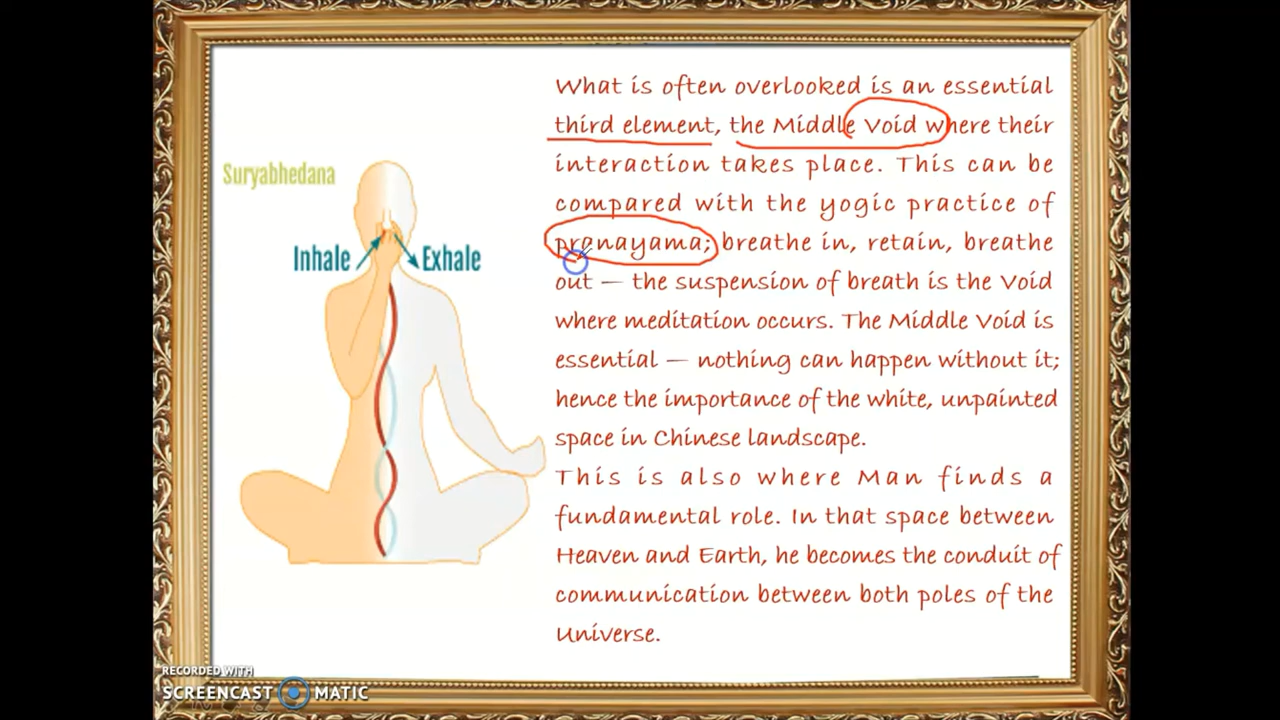 Suryabhedana
Inhale
Exhale
What is often overlooked is an essential
third element, the Middle Void where their
interaction takes place. This can be
compared with the yogic practice of
pranayama; breathe in, retain, breathe
out — the suspension of breath is the Void
where meditation occurs. The Middle Void is
essential — nothing can happen without it;
hence the importance of the white, unpainted
space in Chinese landscape.
This is also where Man finds a
fundamental role. In that space between
Heaven and Earth, he becomes the conduit of
communication between both poles of the
Universe.
RECORDED WITH
SCREENCAST MATIC